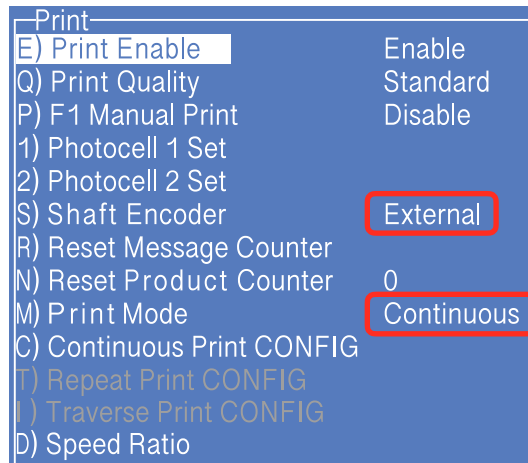 Print
E) Print Enable Enable
Q) Print Quality Standard
P) F1 Manual Print Disable
1) Photocell 1 Set
2) Photocell 2 Set
S) Shaft Encoder External
R) Reset Message Counter
N) Reset Product Counter 0
M) Print Mode Continuous
C) Continuous Print CONFIG
T) Repeat Print CONFIG
I ) Traverse Print CONFIG
D) Speed Ratio